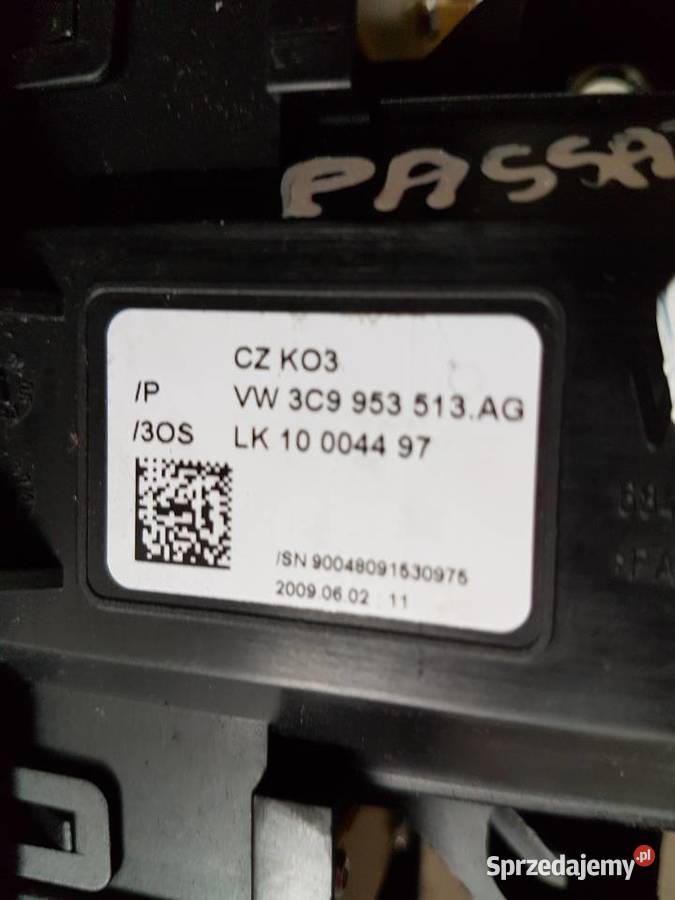 PASSA
CZ KO3
/P VW 3C9 953 513.AG
/3OS LK 10 0044 97
/SN 90048091530975
2009.06.02 11
Sprzedajemy.pl